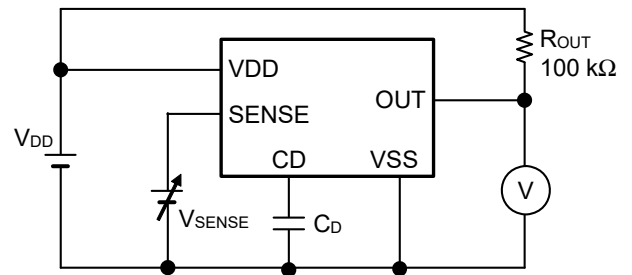 ROUT
100 kΩ
VDD
OUT
SENSE
VDD
CD
VSS
V
VSENSE
CD